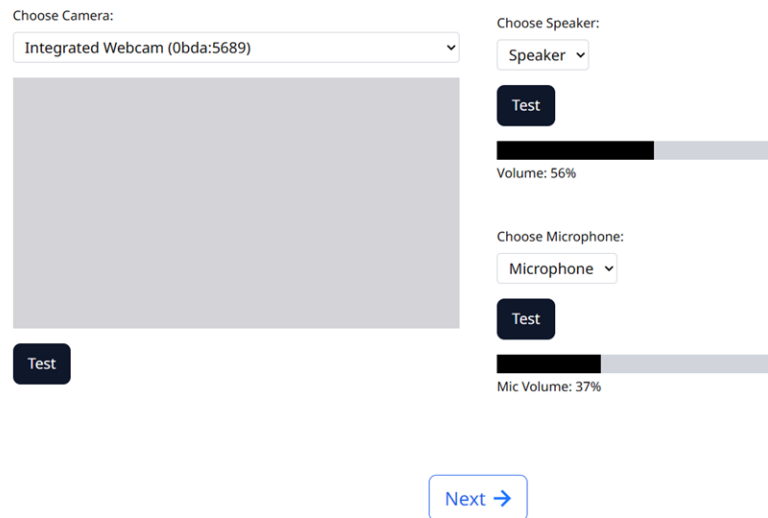 Choose Camera:
Integrated Webcam (0bda:5689)
Test
Choose Speaker:
Speaker
Test
Volume: 56%
Choose Microphone:
Microphone
Test
Mic Volume: 37%
Next